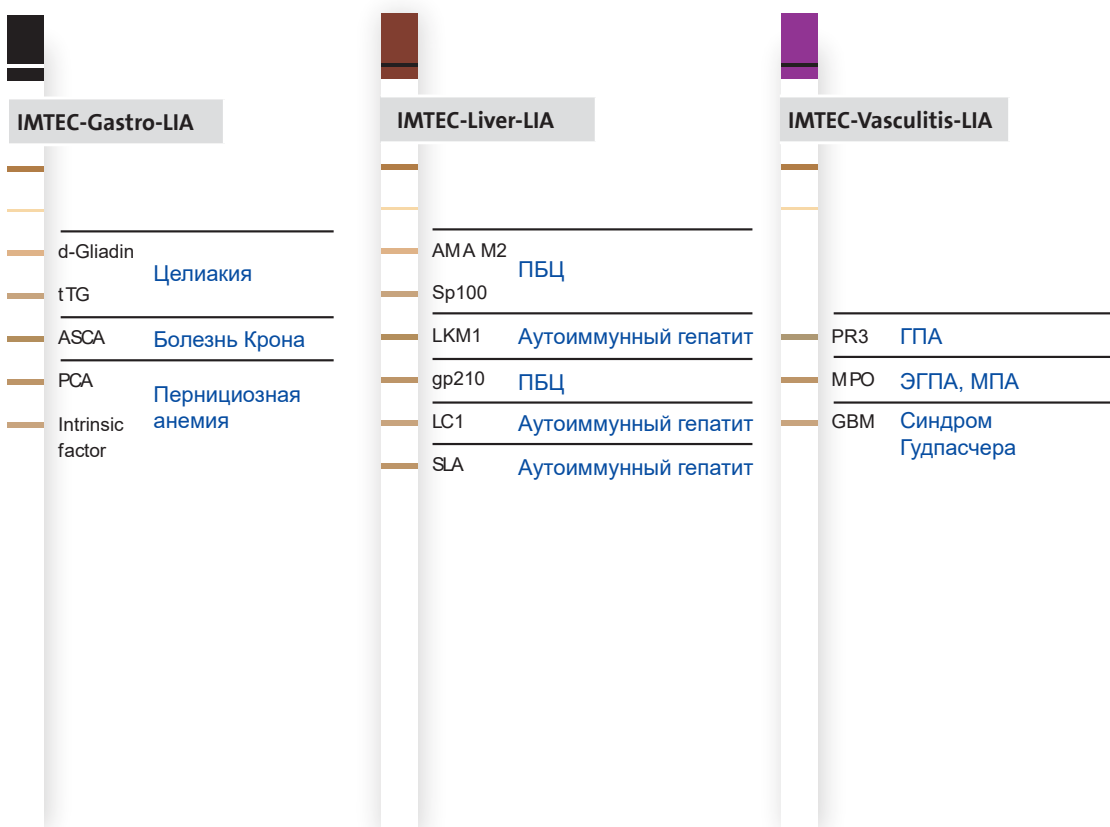 IMTEC-Gastro-LIA
d-Gliadin
Целиакия
tTG
ASCA
Болезнь Крона
PCA
Пернициозная
анемия
Intrinsic
factor
IMTEC-Liver-LIA
AMA M2
ПБЦ
Sp100
LKM1
Аутоиммунный гепатит
gp210
ПБЦ
LC1
Аутоиммунный гепатит
SLA
Аутоиммунный гепатит
IMTEC-Vasculitis-LIA
PR3
ГПА
MPO
ЭГПА, МПА
GBM
Синдром
Гудпасчера